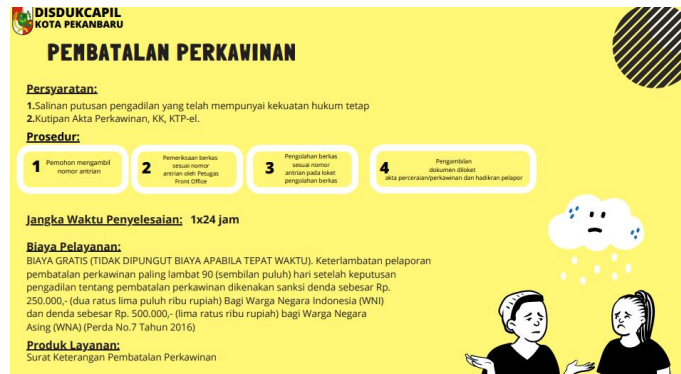 DISDUKCAPIL
KOTA PEKANBARU
PEMBATALAN PERKAWINAN
Persyaratan:
1.Salinan putusan pengadilan yang telah mempunyai kekuatan hukum tetap
2.Kutipan Akta Perkawinan, KK, KTP-el.
Prosedur:
1
Pemohon mengambil
nomor antrian
2
Pemeriksaan berkas
sesuai nomor
antrian oleh Petugas
Front Office
3
Pengolahan berkas
sesuai nomor
antrian pada loket
pengolahan berkas
4
Pengambilan
dokumen diloket
akta perceraian/perkawinan dan hadikran pelapor
Jangka Waktu Penyelesaian: 1x24 jam
Biaya Pelayanan:
BIAYA GRATIS (TIDAK DIPUNGUT BIAYA APABILA TEPAT WAKTU). Keterlambatan pelaporan
pembatalan perkawinan paling lambat 90 (sembilan puluh) hari setelah keputusan
pengadilan tentang pembatalan perkawinan dikenakan sanksi denda sebesar Rp.
250.000,- (dua ratus lima puluh ribu rupiah) Bagi Warga Negara Indonesia (WNI)
dan denda sebesar Rp. 500.000,- (lima ratus ribu rupiah) bagi Warga Negara
Asing (WNA) (Perda No.7 Tahun 2016)
Produk Layanan:
Surat Keterangan Pembatalan Perkawinan